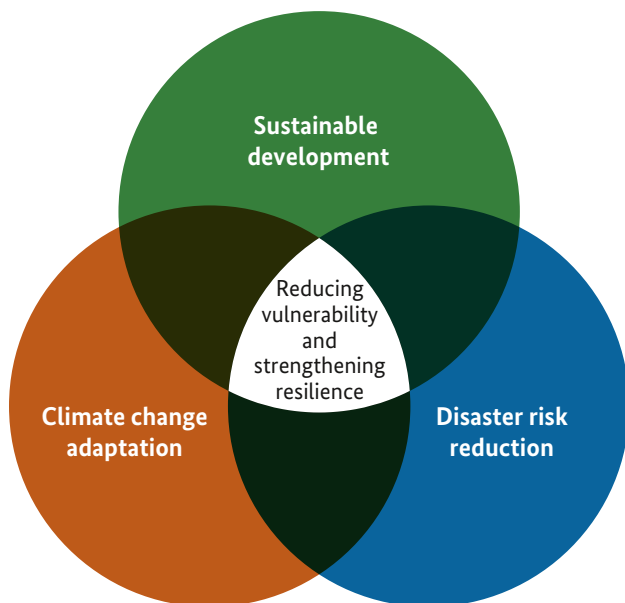 Sustainable
development
Reducing
vulnerability
and
strengthening
resilience
Climate change
adaptation
Disaster risk
reduction